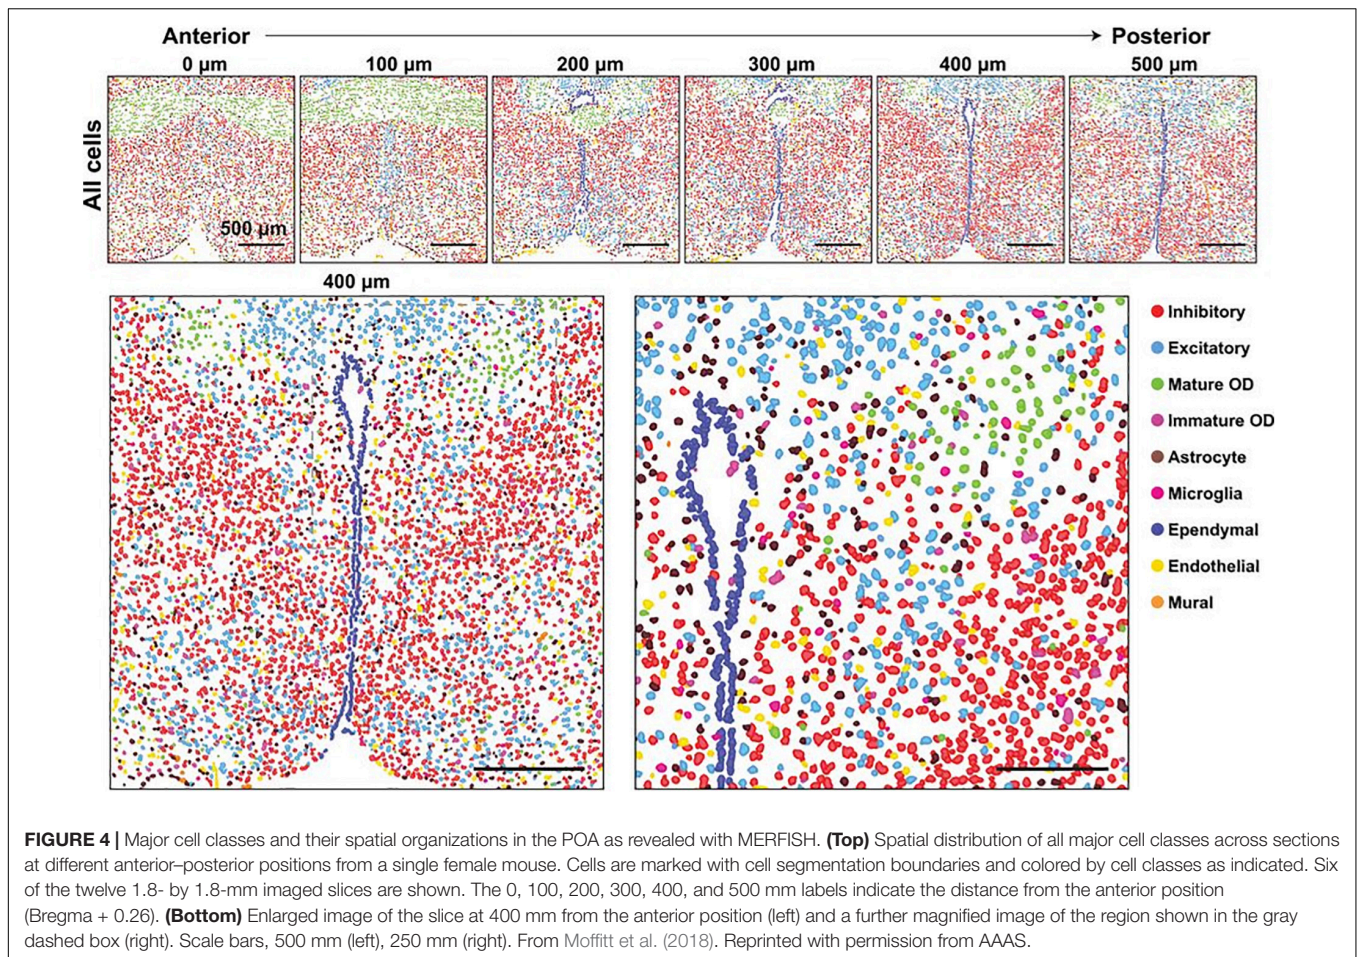 Anterior Posterior
0 µm 100 µm 200 µm 300 µm 400 µm 500 µm
All cells
500 µm
400 µm
Inhibitory
Excitatory
Mature OD
Immature OD
Astrocyte
Microglia
Ependymal
Endothelial
Mural
FIGURE 4 | Major cell classes and their spatial organizations in the POA as revealed with MERFISH. (Top) Spatial distribution of all major cell classes across sections
at different anterior–posterior positions from a single female mouse. Cells are marked with cell segmentation boundaries and colored by cell classes as indicated. Six
of the twelve 1.8- by 1.8-mm imaged slices are shown. The 0, 100, 200, 300, 400, and 500 mm labels indicate the distance from the anterior position
(Bregma + 0.26). (Bottom) Enlarged image of the slice at 400 mm from the anterior position (left) and a further magnified image of the region shown in the gray
dashed box (right). Scale bars, 500 mm (left), 250 mm (right). From Moffitt et al. (2018). Reprinted with permission from AAAS.